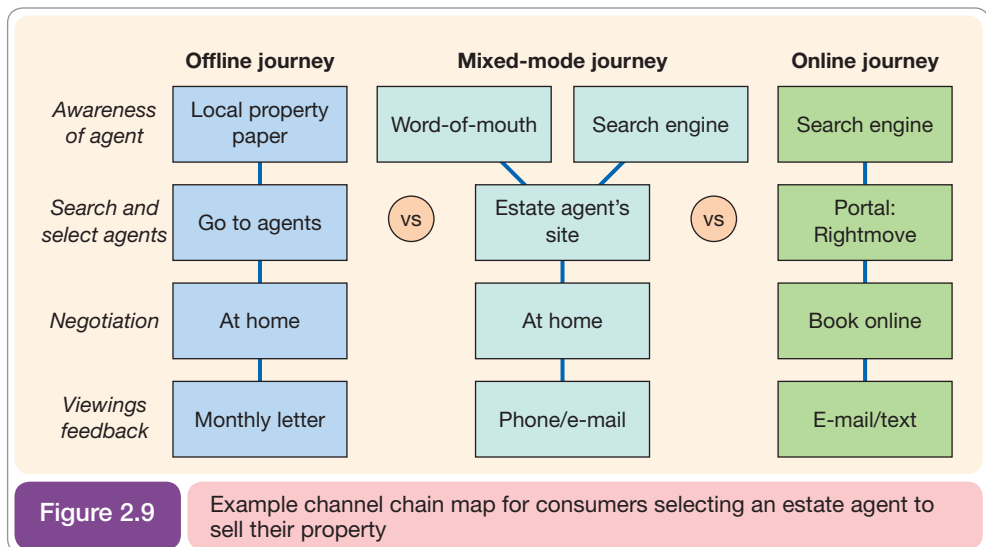 Offline journey
Mixed-mode journey
Online journey
Awareness
of agent
Local property
paper
Word-of-mouth
Search engine
Search engine
Search and
select agents
Go to agents
vs
Estate agent's
site
vs
Portal:
Rightmove
Negotiation
At home
At home
Book online
Viewings
feedback
Monthly letter
Phone/e-mail
E-mail/text
Figure 2.9
Example channel chain map for consumers selecting an estate agent to
sell their property